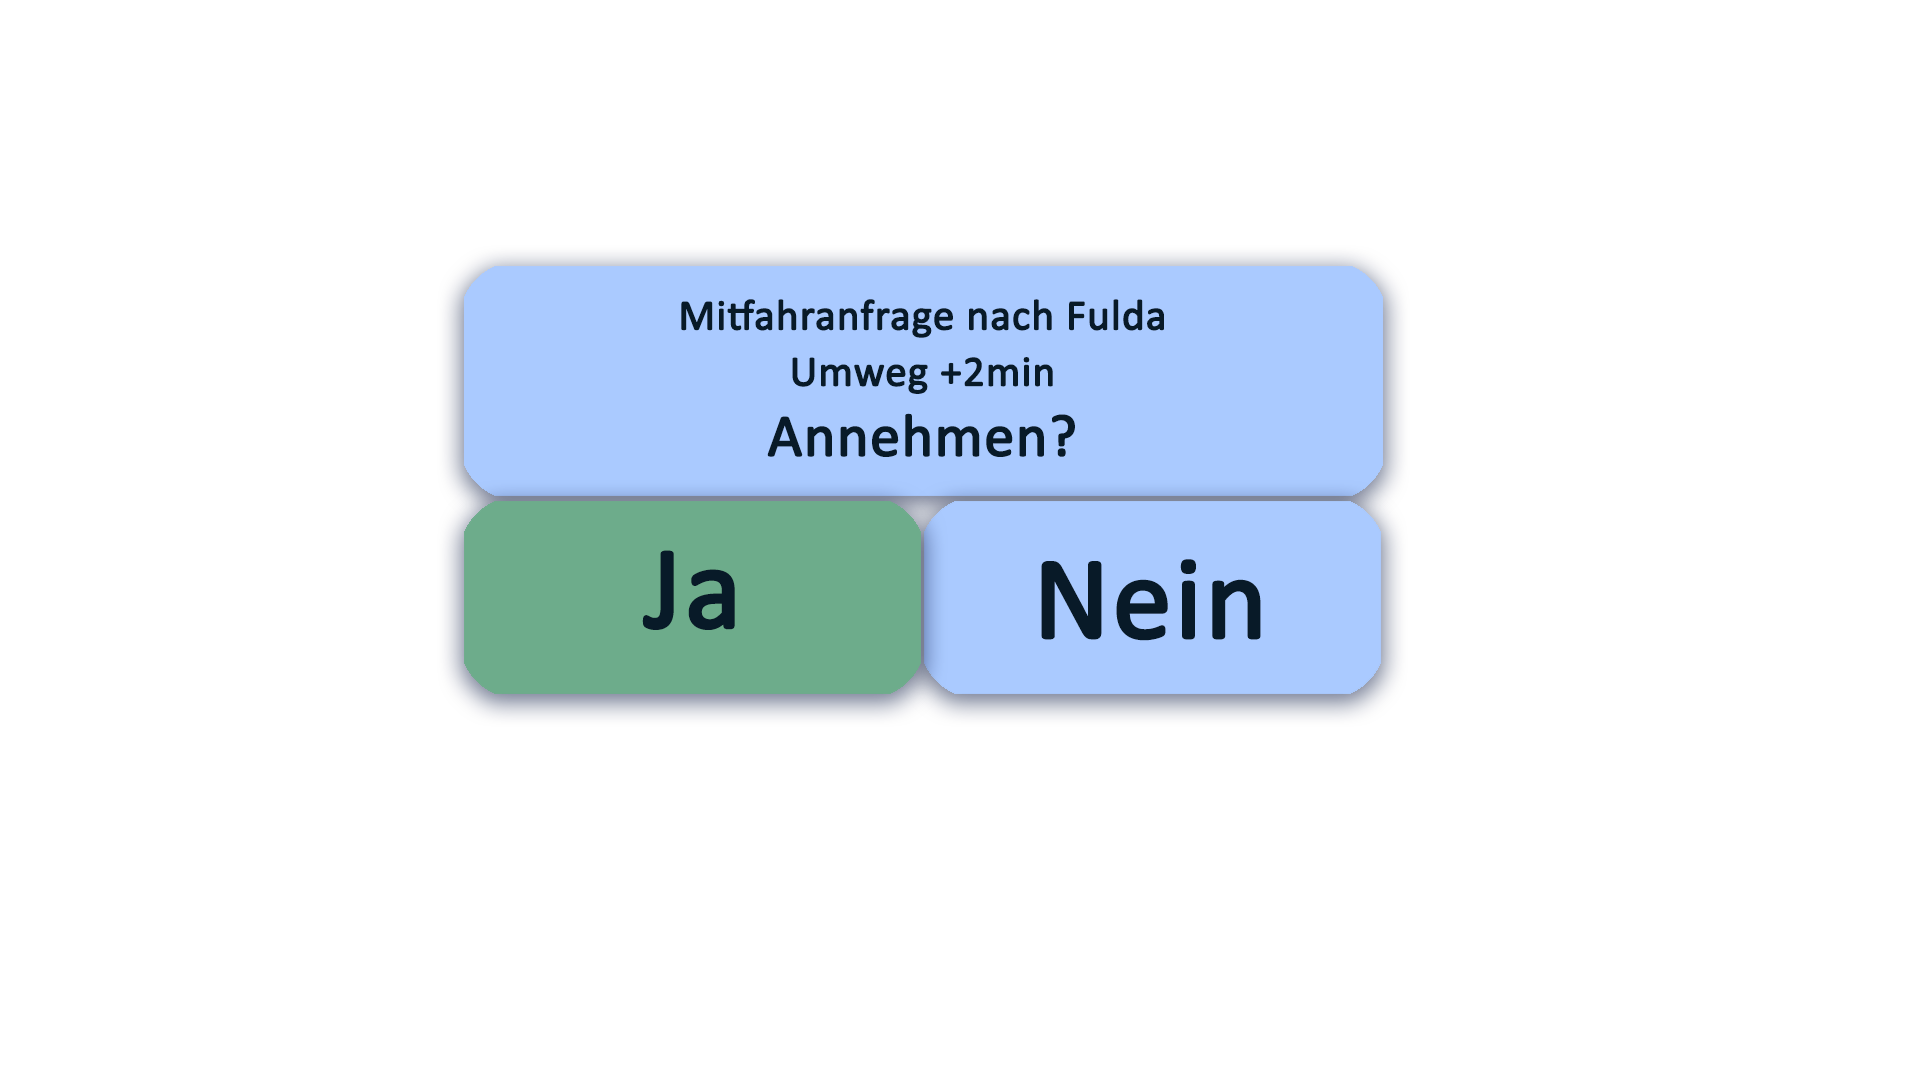 Mitfahranfrage nach Fulda
Umweg +2min
Annehmen?
Ja
Nein